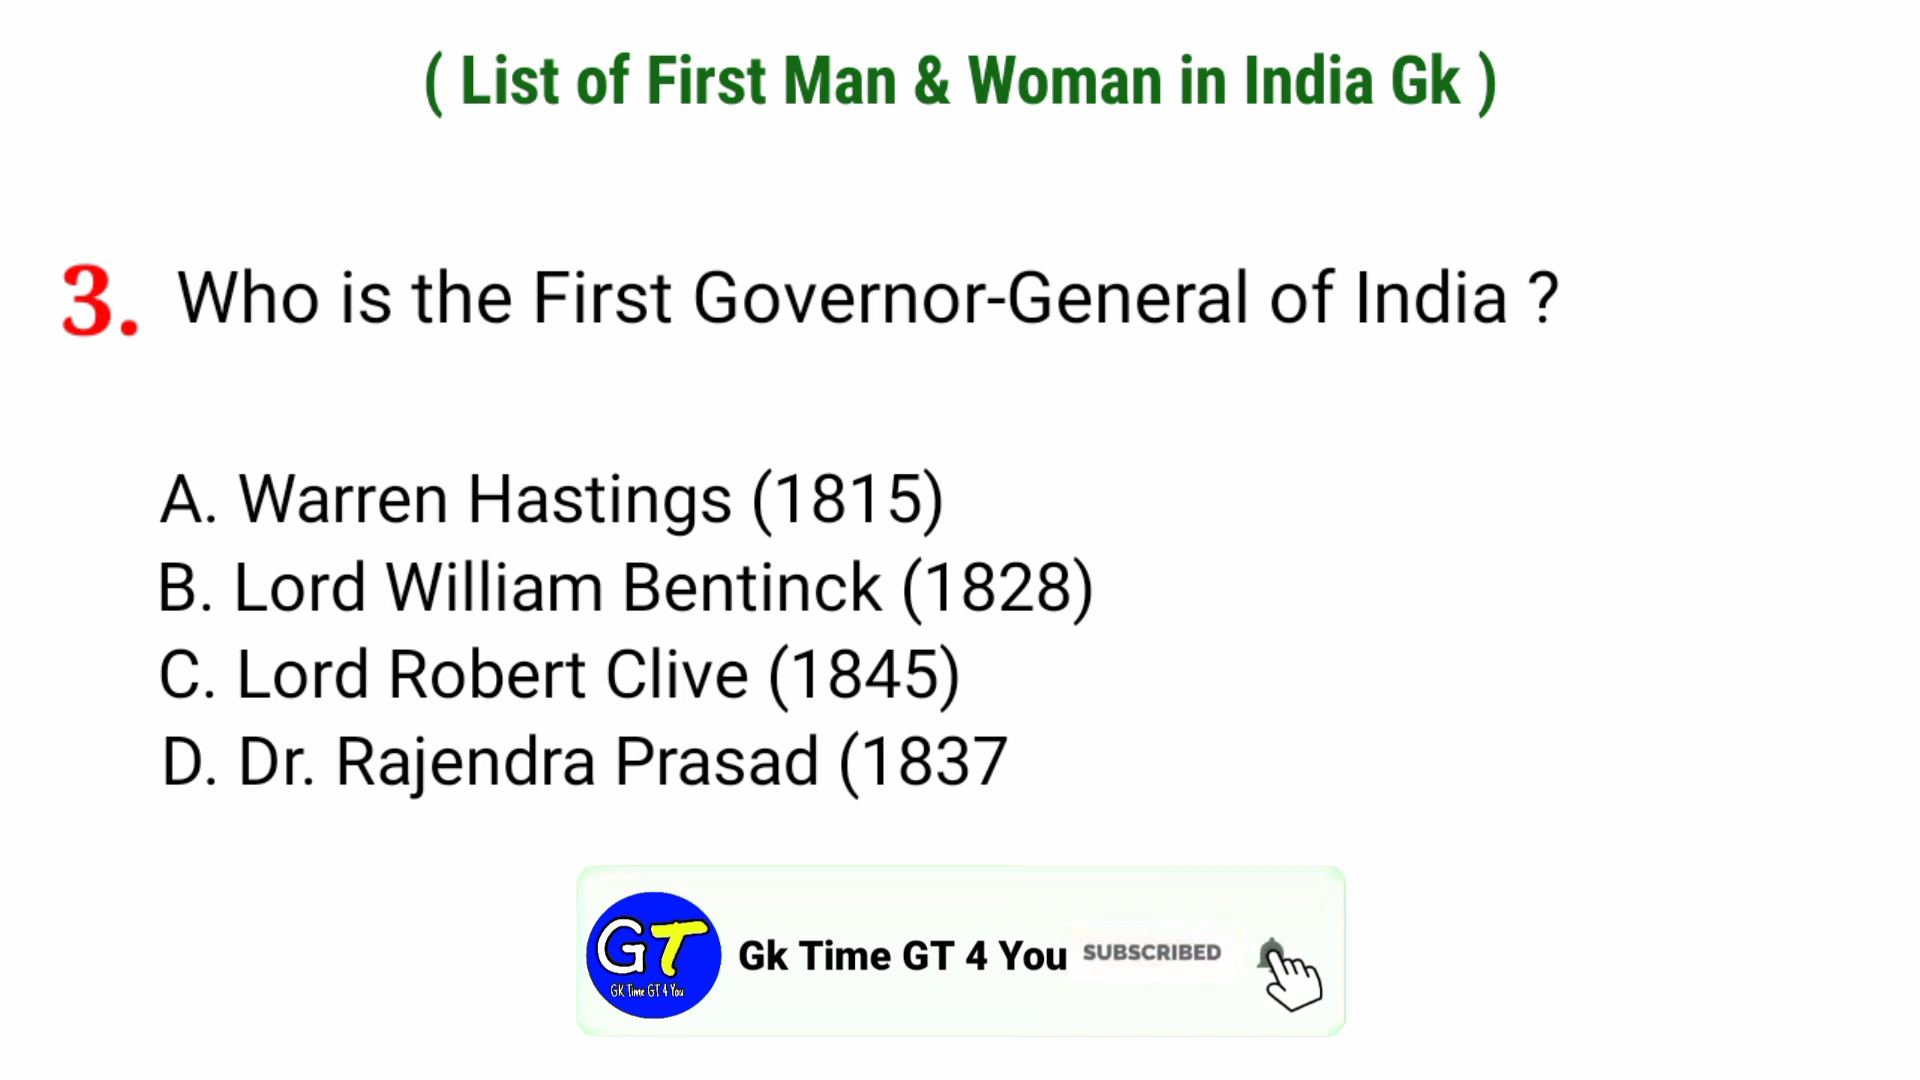 ( List of First Man & Woman in India Gk )
3. Who is the First Governor-General of India ?
A. Warren Hastings (1815)
B. Lord William Bentinck (1828)
C. Lord Robert Clive (1845)
D. Dr. Rajendra Prasad (1837
GT
GK Time GT 4 You
Gk Time GT 4 You SUBSCRIBED